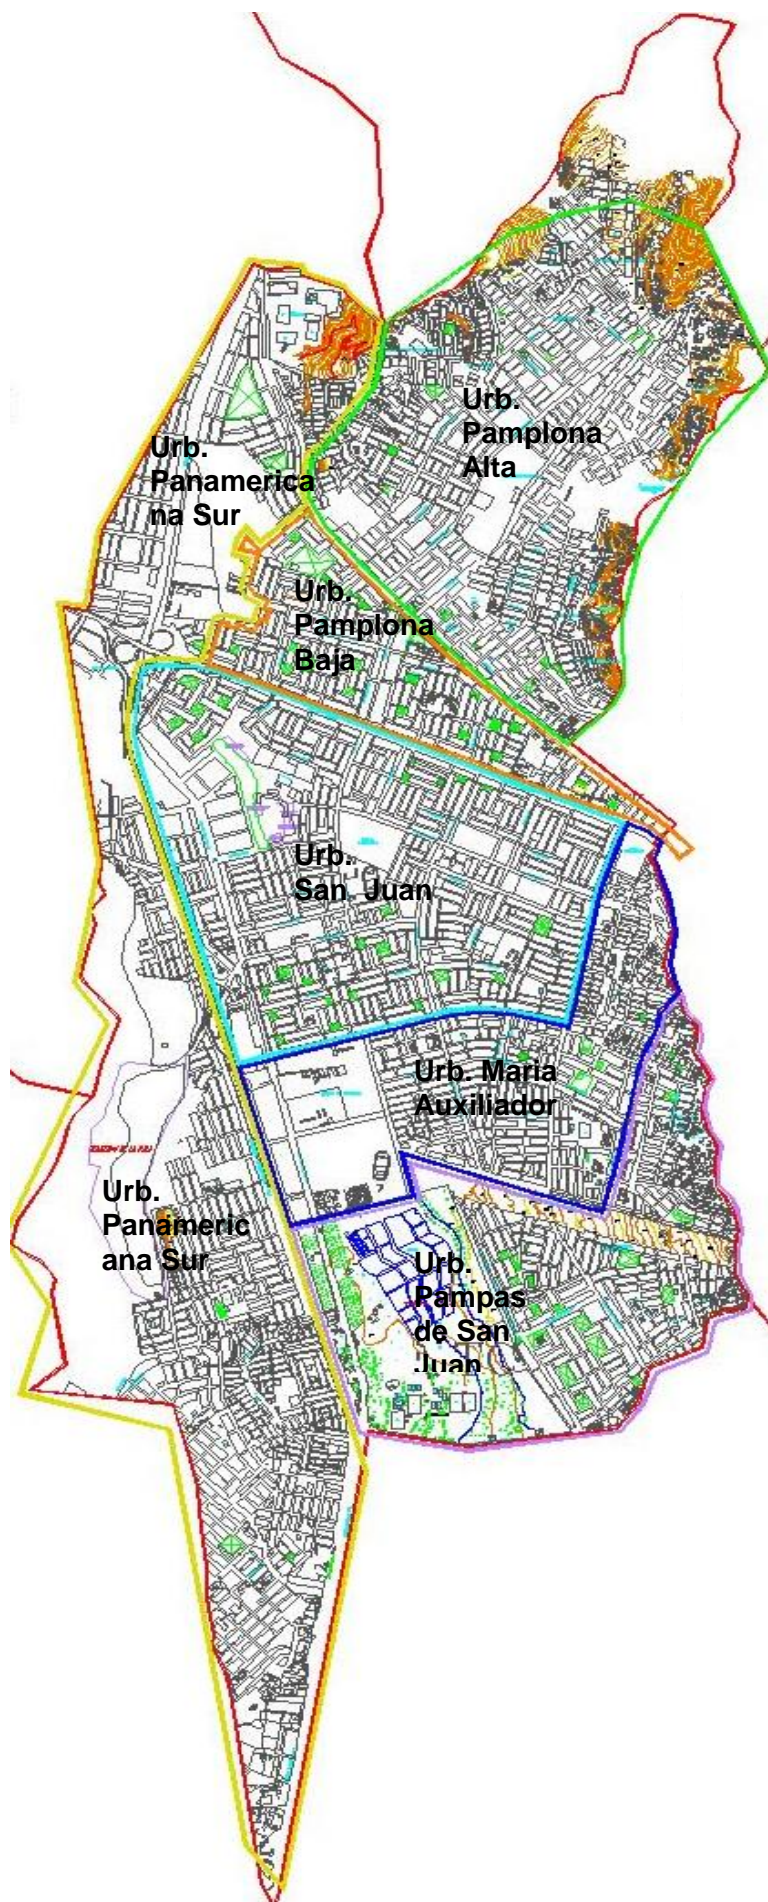 Urb.
Pamplona
Alta
Urb.
Panamerica
na Sur
Urb.
Pamplona
Baja
Urb.
San Juan
Urb. Maria
Auxiliador
Urb.
Panameric
ana Sur
Urb.
Pampas
de San
Juan